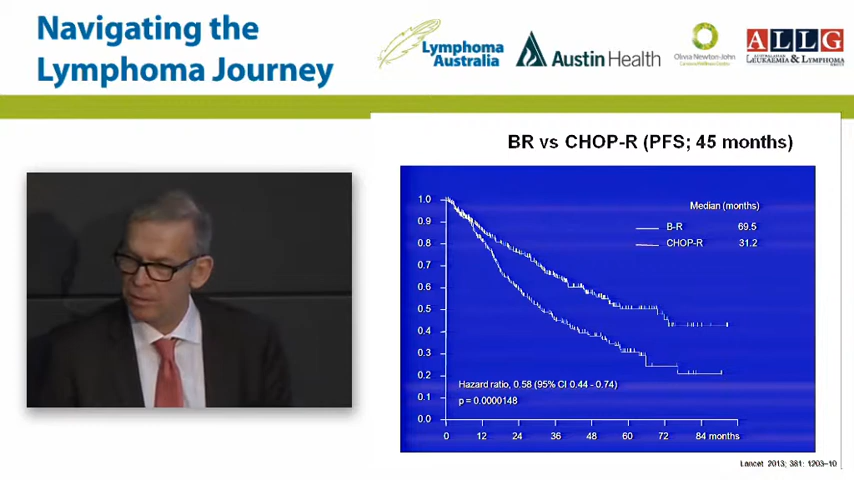 Navigating the
Lymphoma Journey
Lymphoma
Australia
Austin Health
Olivia Newton-John
ALLG
LEUKAEMIA & LYMPHOMA
BR vs CHOP-R (PFS; 45 months)
Median (months)
B-R 69.5
CHOP-R 31.2
1.0
0.9
0.8
0.7
0.6
0.5
0.4
0.3
0.2
0.1
0.0
Hazard ratio, 0.58 (95% CI 0.44 - 0.74)
p = 0.0000148
0 12 24 36 48 60 72 84 months
Lancet 2013; 381: 1203–10